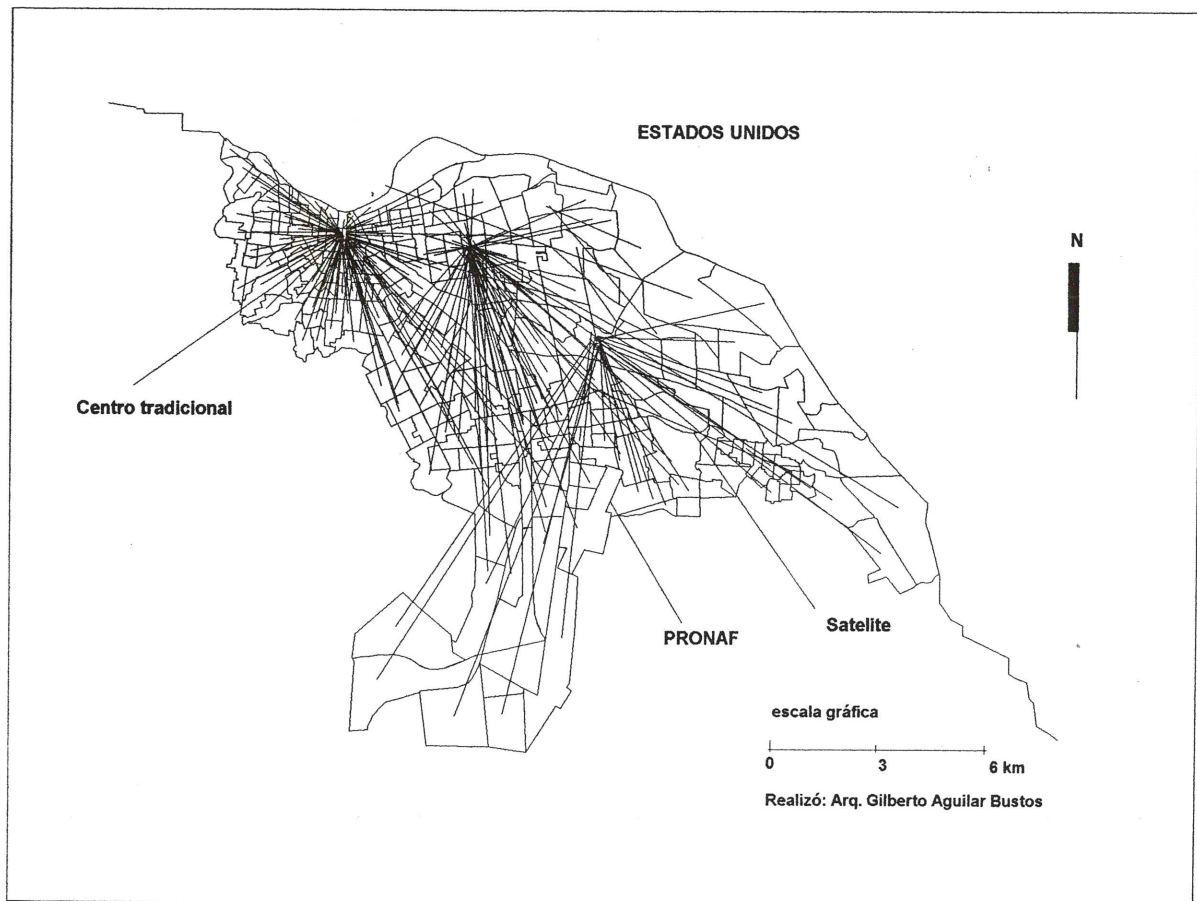 ESTADOS UNIDOS
N
Centro tradicional
PRONAF
Satelite
escala gráfica
0 3 6 km
Realizó: Arq. Gilberto Aguilar Bustos